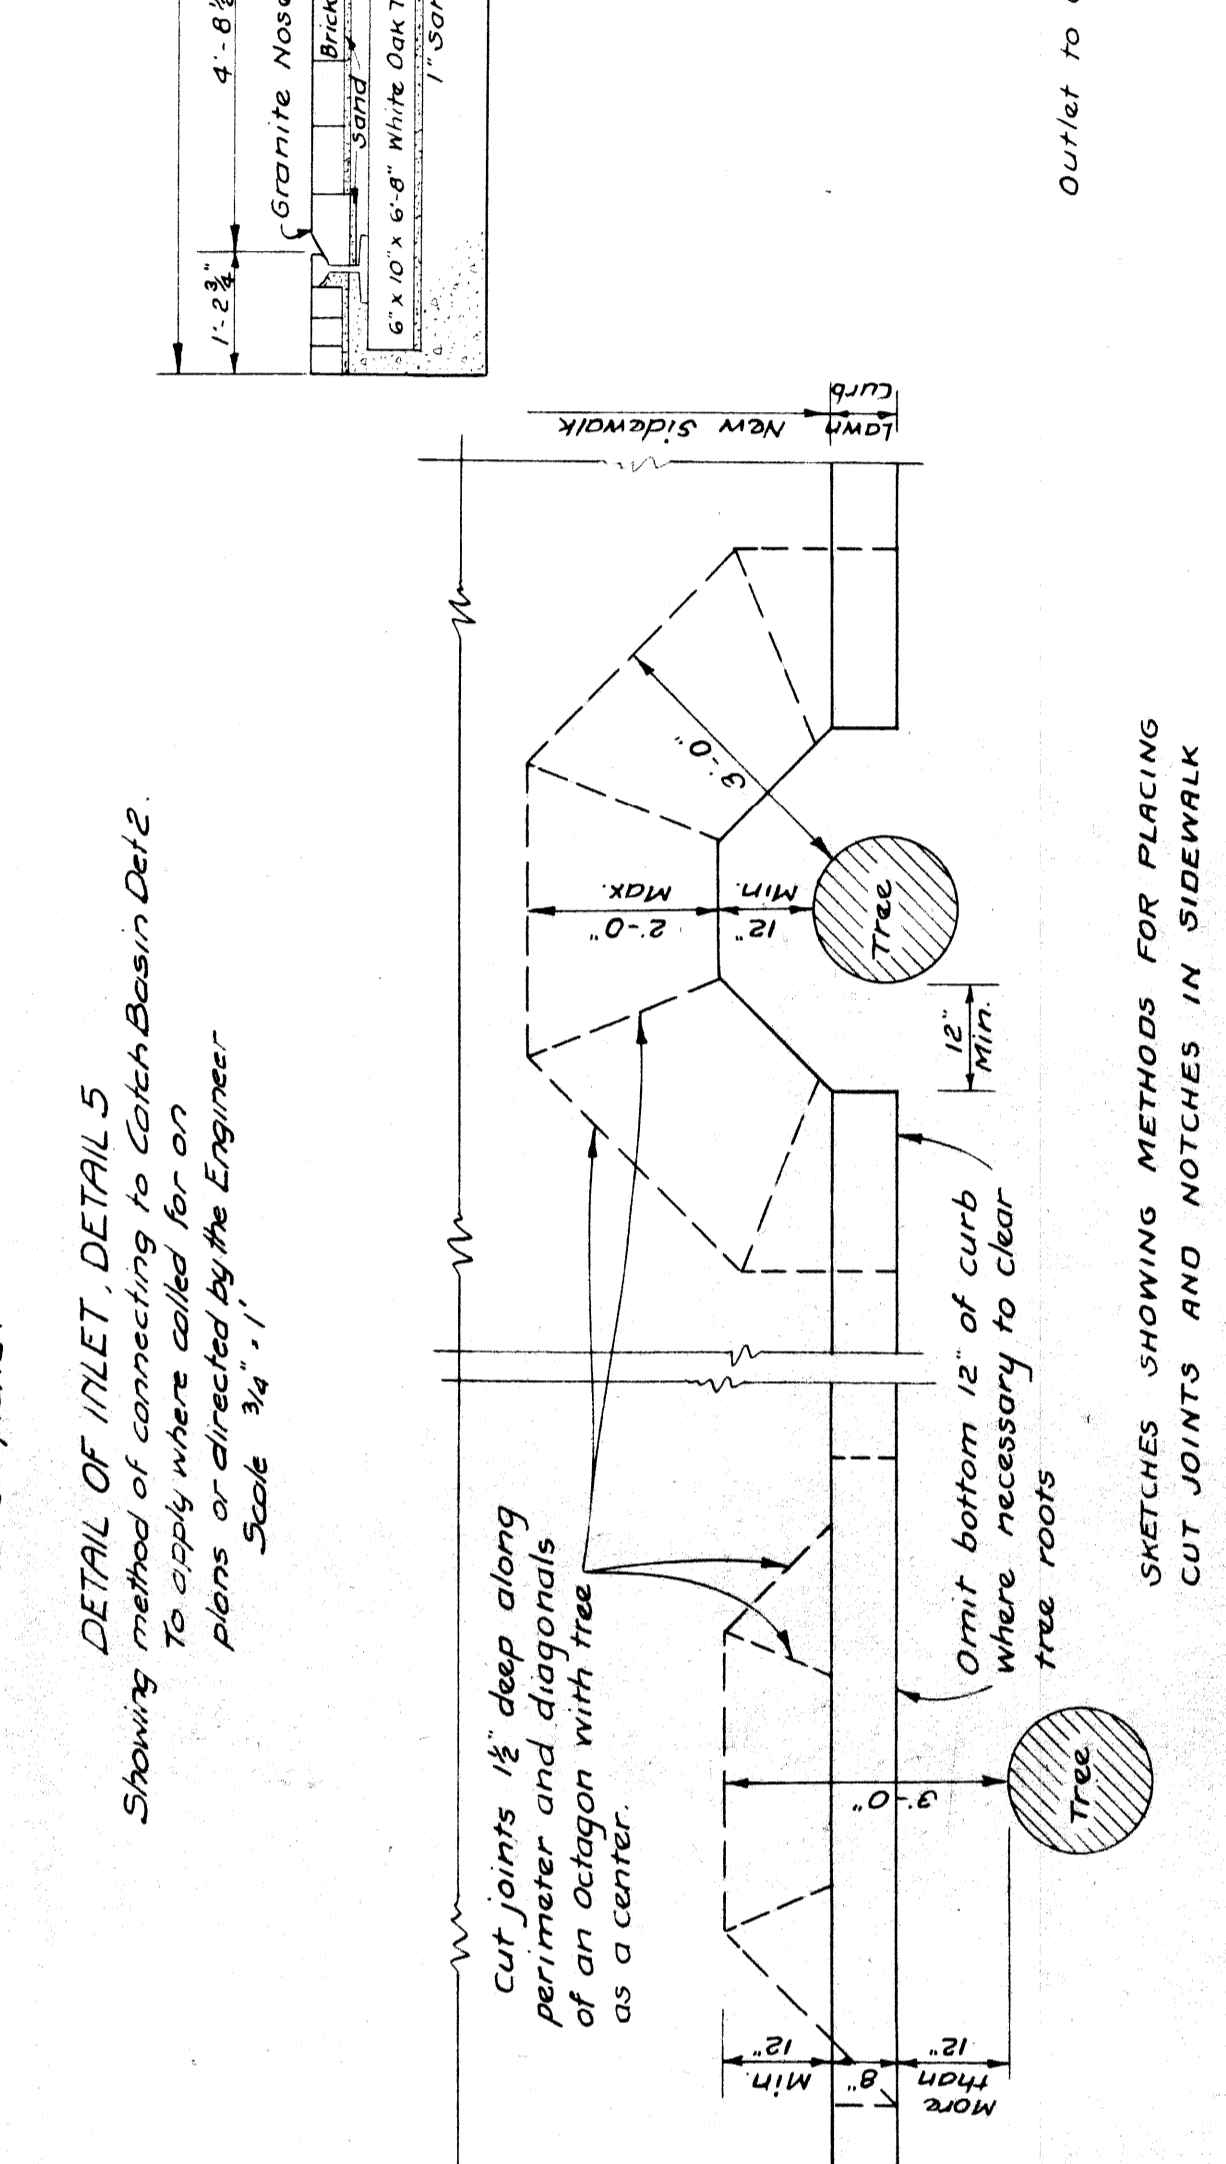 4'-8½
1'-2¾"
Granite Nose
Brick
sand
6" x 10" x 6'-8" White Oak T
1" Sar
Outlet to
DETAIL OF INLET, DETAIL 5
Showing method of connecting to Catch Basin Det 2.
To apply where called for on
plans or directed by the Engineer
Scale 3/4" = 1'
Cut joints 1½" deep along
perimeter and diagonals
of an octagon with tree
as a center.
Min. 12"
8"
More than 12"
3'-0"
Tree
Omit bottom 12" of curb
where necessary to clear
tree roots
2'-0" Max.
12" Min.
3'-0"
Tree
12"
Min.
New Sidewalk
Lawn
Curb
SKETCHES SHOWING METHODS FOR PLACING
CUT JOINTS AND NOTCHES IN SIDEWALK